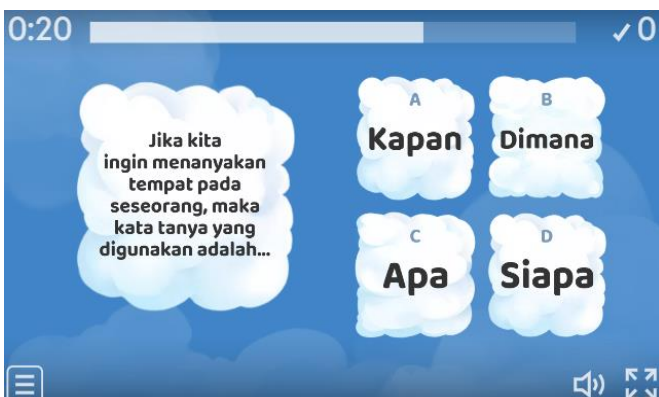 0:20
✓ 0
Jika kita
ingin menanyakan
tempat pada
seseorang, maka
kata tanya yang
digunakan adalah...
A
Kapan
B
Dimana
C
Apa
D
Siapa